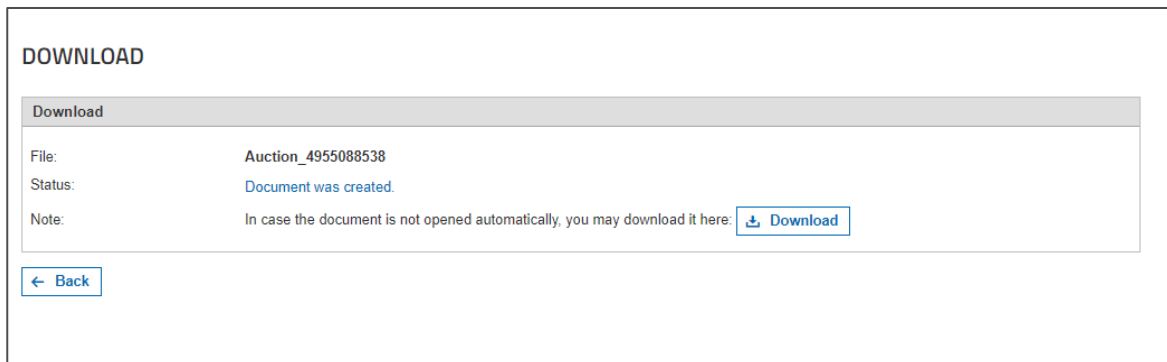 DOWNLOAD
Download
File: Auction_4955088538
Status: Document was created.
Note: In case the document is not opened automatically, you may download it here: Download
← Back